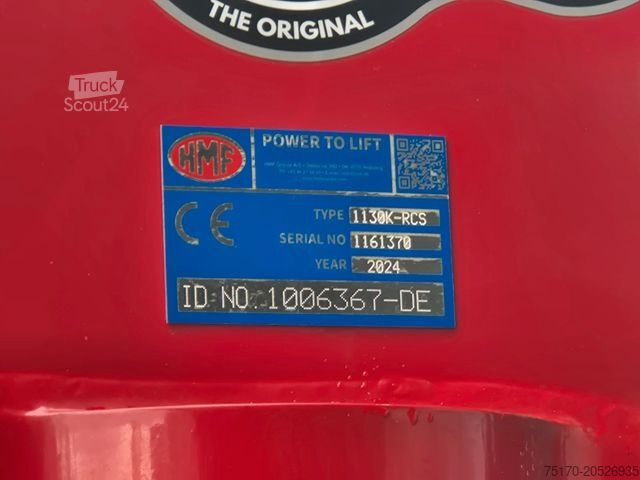 THE ORIGINAL
Truck
Scout24
HMF
POWER TO LIFT
CE
TYPE 1130K-RCS
SERIAL NO 1161370
YEAR 2024
ID NO. 1006367-DE
75170-20526935